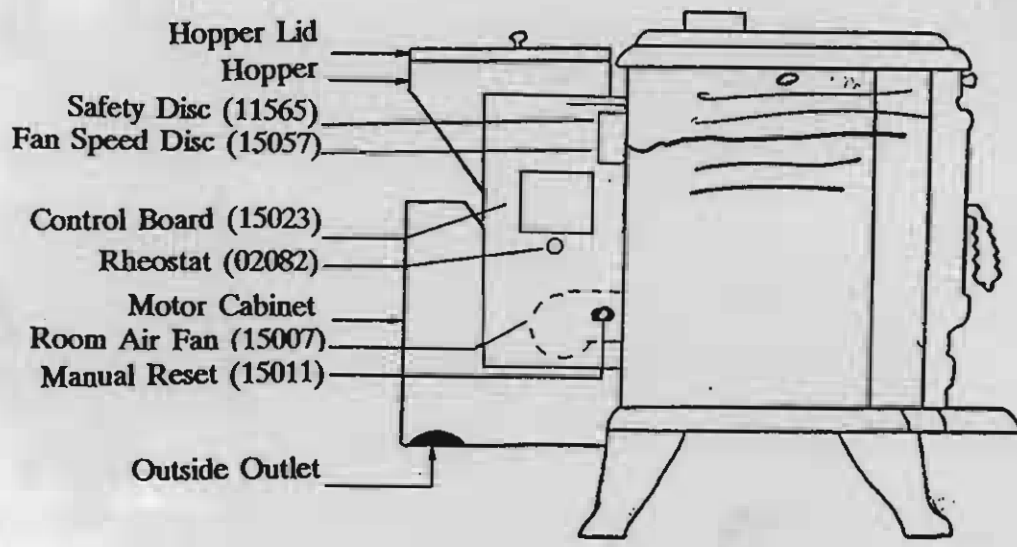 Hopper Lid
Hopper
Safety Disc (11565)
Fan Speed Disc (15057)
Control Board (15023)
Rheostat (02082)
Motor Cabinet
Room Air Fan (15007)
Manual Reset (15011)
Outside Outlet